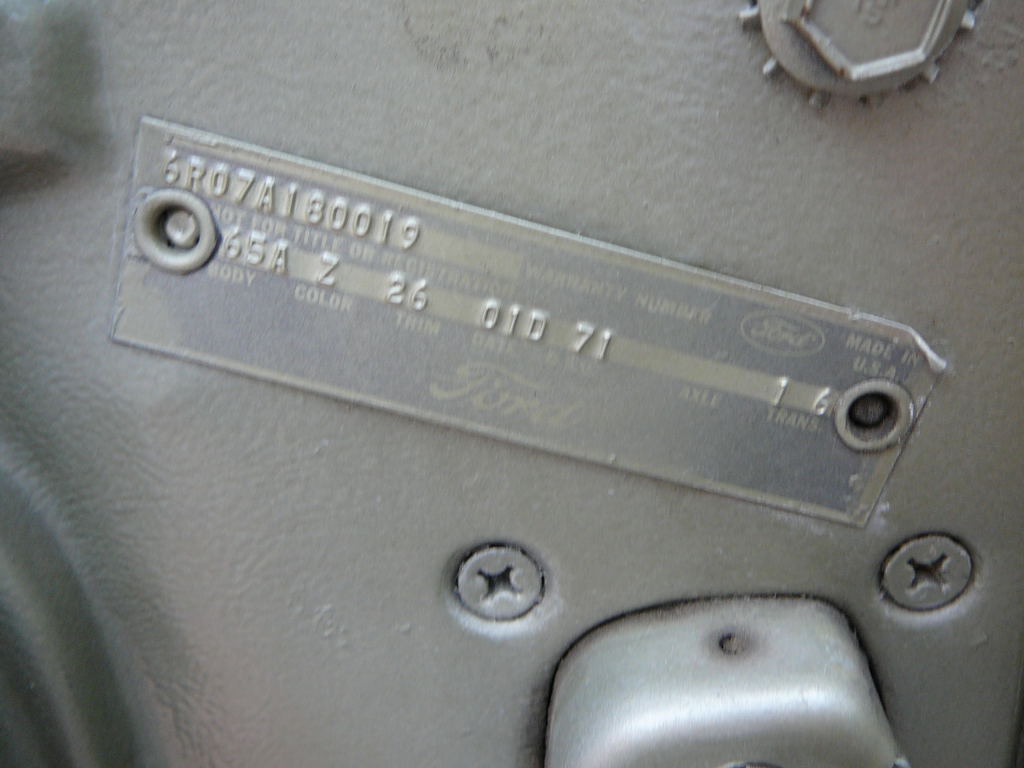 6R07A180019
NOT FOR TITLE OR REGISTRATION WARRANTY NUMBER Ford MADE IN U.S.A.
65A Z 26 01D 71 1 6
BODY COLOR TRIM DATE D.S.O. AXLE TRANS
Ford